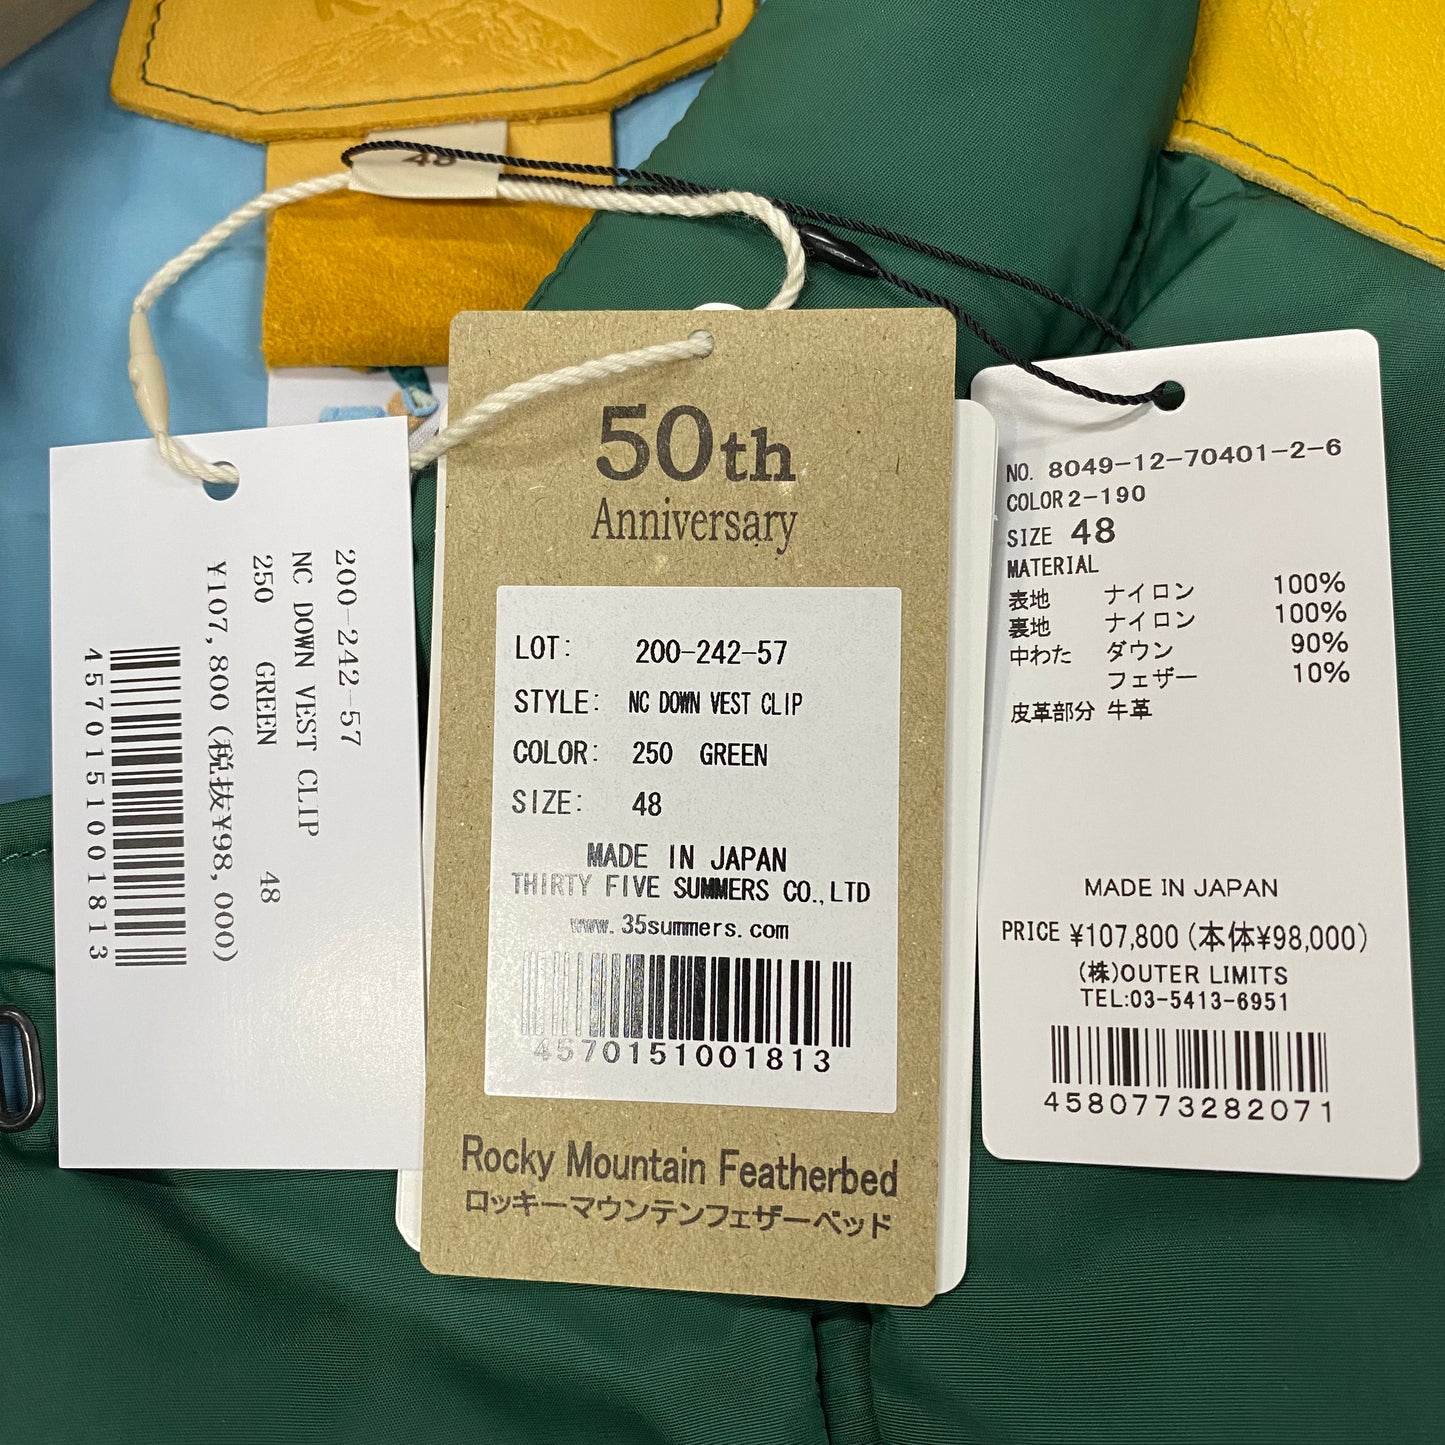 48
200-242-57
NC DOWN VEST CLIP
250 GREEN 48
¥107,800(税抜¥98,000)
4570151001813
50th
Anniversary
LOT: 200-242-57
STYLE: NC DOWN VEST CLIP
COLOR: 250 GREEN
SIZE: 48
MADE IN JAPAN
THIRTY FIVE SUMMERS CO.,LTD
www.35summers.com
4570151001813
Rocky Mountain Featherbed
ロッキーマウンテンフェザーベッド
NO. 8049-12-70401-2-6
COLOR 2-190
SIZE 48
MATERIAL
表地 ナイロン 100%
裏地 ナイロン 100%
中わた ダウン 90%
フェザー 10%
皮革部分 牛革
MADE IN JAPAN
PRICE ¥107,800(本体¥98,000)
(株)OUTER LIMITS
TEL:03-5413-6951
4580773282071